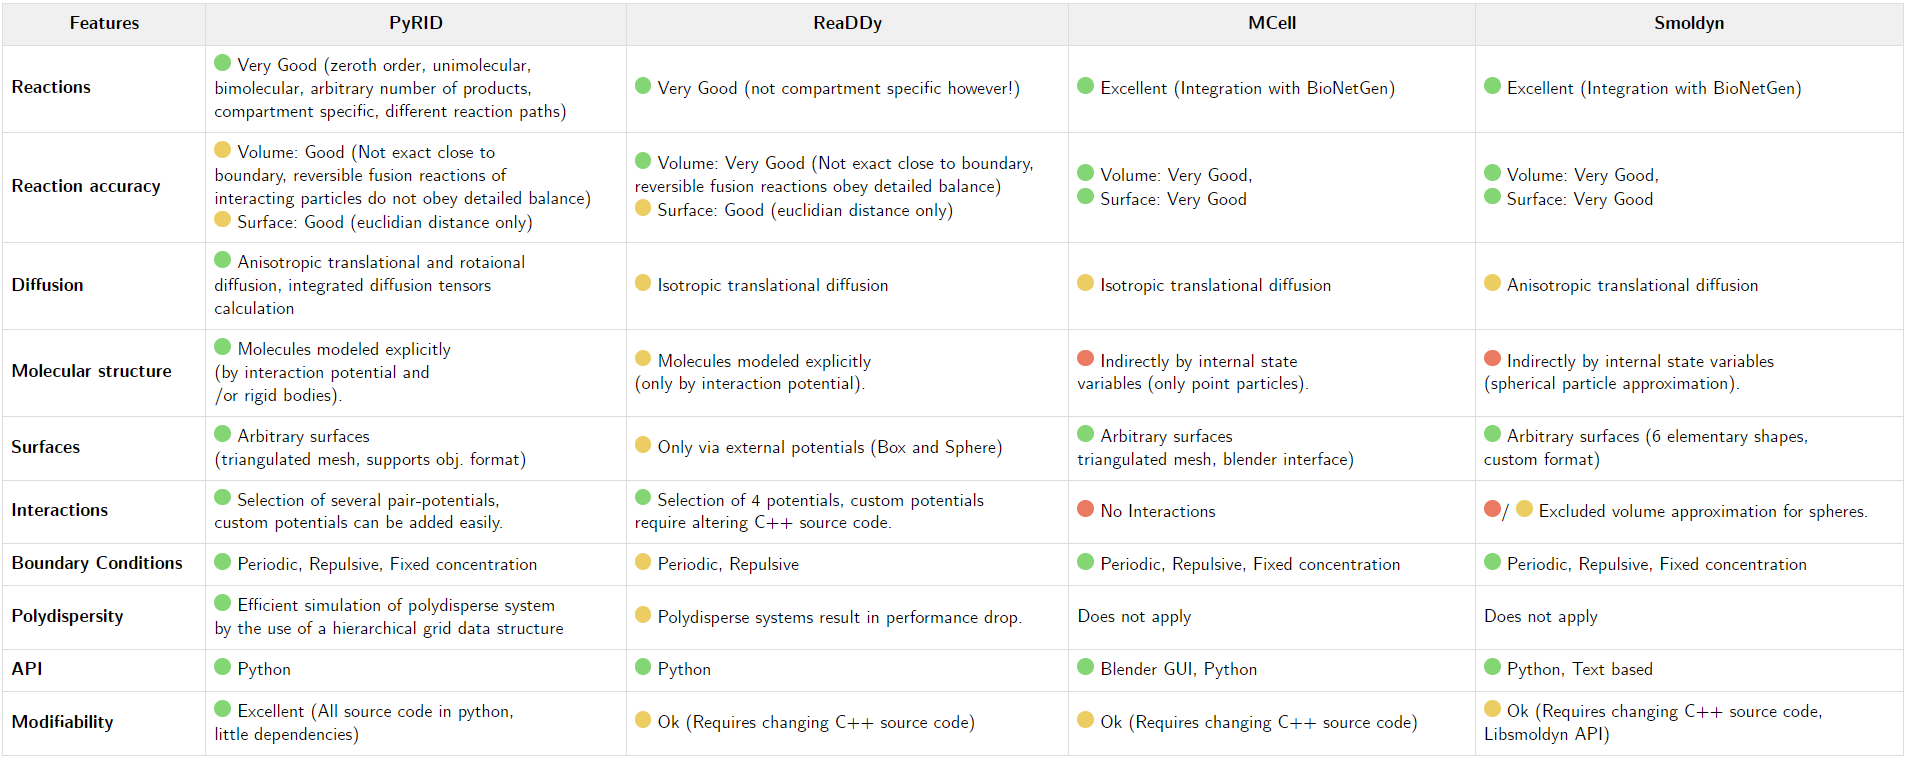 Features PyRID ReaDDy MCell Smoldyn
Reactions
Very Good (zeroth order, unimolecular,
bimolecular, arbitrary number of products,
compartment specific, different reaction paths)
Very Good (not compartment specific however!)
Excellent (Integration with BioNetGen)
Excellent (Integration with BioNetGen)
Reaction accuracy
Volume: Good (Not exact close to
boundary, reversible fusion reactions of
interacting particles do not obey detailed balance)
Surface: Good (euclidian distance only)
Volume: Very Good (Not exact close to boundary,
reversible fusion reactions obey detailed balance)
Surface: Good (euclidian distance only)
Volume: Very Good,
Surface: Very Good
Volume: Very Good,
Surface: Very Good
Diffusion
Anisotropic translational and rotaional
diffusion, integrated diffusion tensors
calculation
Isotropic translational diffusion
Isotropic translational diffusion
Anisotropic translational diffusion
Molecular structure
Molecules modeled explicitly
(by interaction potential and
/or rigid bodies).
Molecules modeled explicitly
(only by interaction potential).
Indirectly by internal state
variables (only point particles).
Indirectly by internal state variables
(spherical particle approximation).
Surfaces
Arbitrary surfaces
(triangulated mesh, supports obj. format)
Only via external potentials (Box and Sphere)
Arbitrary surfaces
triangulated mesh, blender interface)
Arbitrary surfaces (6 elementary shapes,
custom format)
Interactions
Selection of several pair-potentials,
custom potentials can be added easily.
Selection of 4 potentials, custom potentials
require altering C++ source code.
No Interactions
/ Excluded volume approximation for spheres.
Boundary Conditions
Periodic, Repulsive, Fixed concentration
Periodic, Repulsive
Periodic, Repulsive, Fixed concentration
Periodic, Repulsive, Fixed concentration
Polydispersity
Efficient simulation of polydisperse system
by the use of a hierarchical grid data structure
Polydisperse systems result in performance drop.
Does not apply
Does not apply
API
Python
Python
Blender GUI, Python
Python, Text based
Modifiability
Excellent (All source code in python,
little dependencies)
Ok (Requires changing C++ source code)
Ok (Requires changing C++ source code)
Ok (Requires changing C++ source code,
Libsmoldyn API)